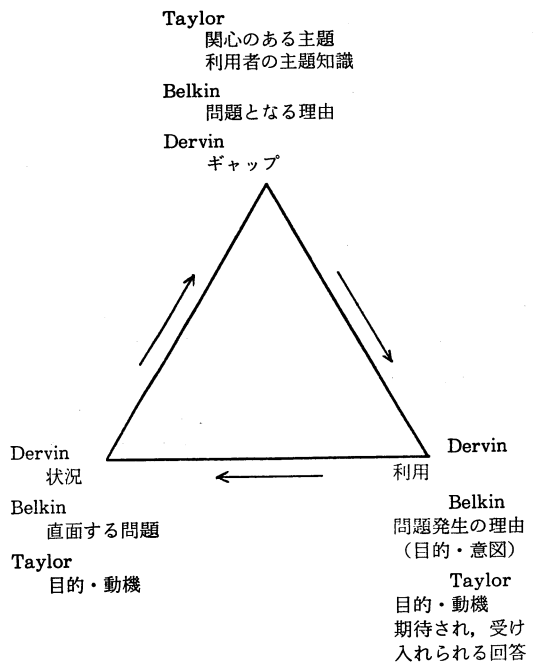 Taylor
関心のある主題
利用者の主題知識
Belkin
問題となる理由
Dervin
ギャップ
Dervin
状況
Belkin
直面する問題
Taylor
目的・動機
Dervin
利用
Belkin
問題発生の理由
（目的・意図）
Taylor
目的・動機
期待され，受け
入れられる回答